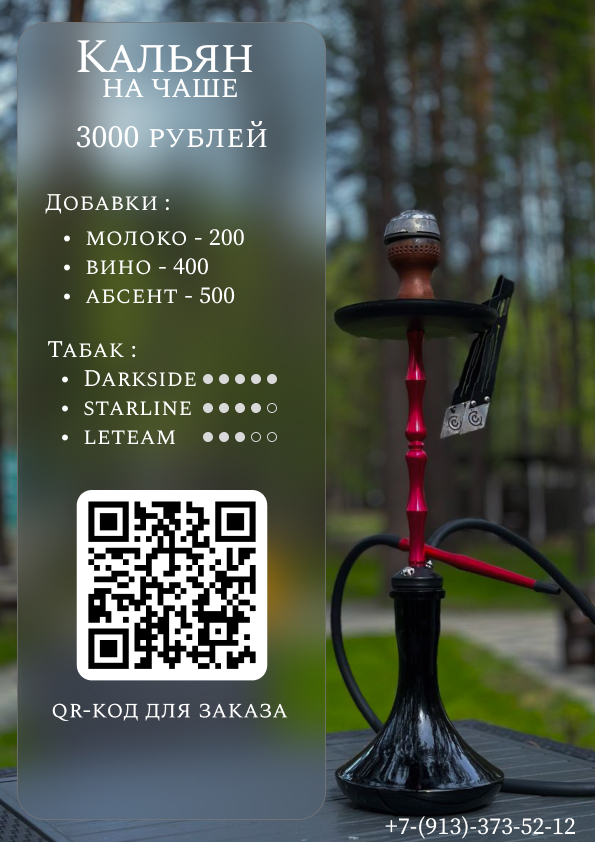 Кальян
на чаше
3000 рублей
Добавки :
• молоко - 200
• вино - 400
• абсент - 500
Табак :
• Darkside ●●●●●
• starline ●●●●○
• leteam ●●●○○
QR-код для заказа
+7-(913)-373-52-12